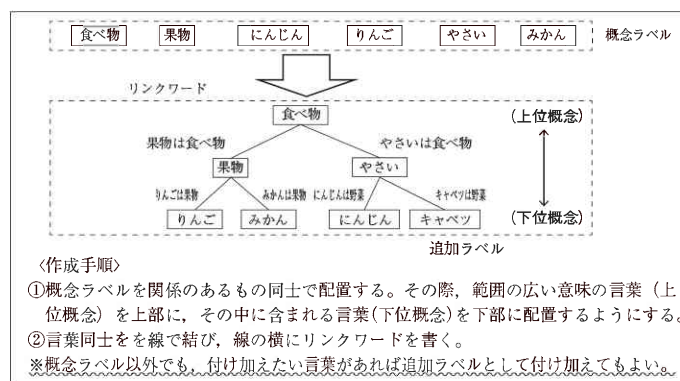 食べ物 果物 にんじん りんご やさい みかん 概念ラベル
リンクワード
食べ物 (上位概念)
果物は食べ物 やさいは食べ物
果物 やさい
りんごは果物 みかんは果物 にんじんは野菜 キャベツは野菜
りんご みかん にんじん キャベツ (下位概念)
追加ラベル
〈作成手順〉
①概念ラベルを関係のあるもの同士で配置する。その際，範囲の広い意味の言葉（上
位概念）を上部に，その中に含まれる言葉(下位概念)を下部に配置するようにする。
②言葉同士をを線で結び，線の横にリンクワードを書く。
※概念ラベル以外でも，付け加えたい言葉があれば追加ラベルとして付け加えてもよい。